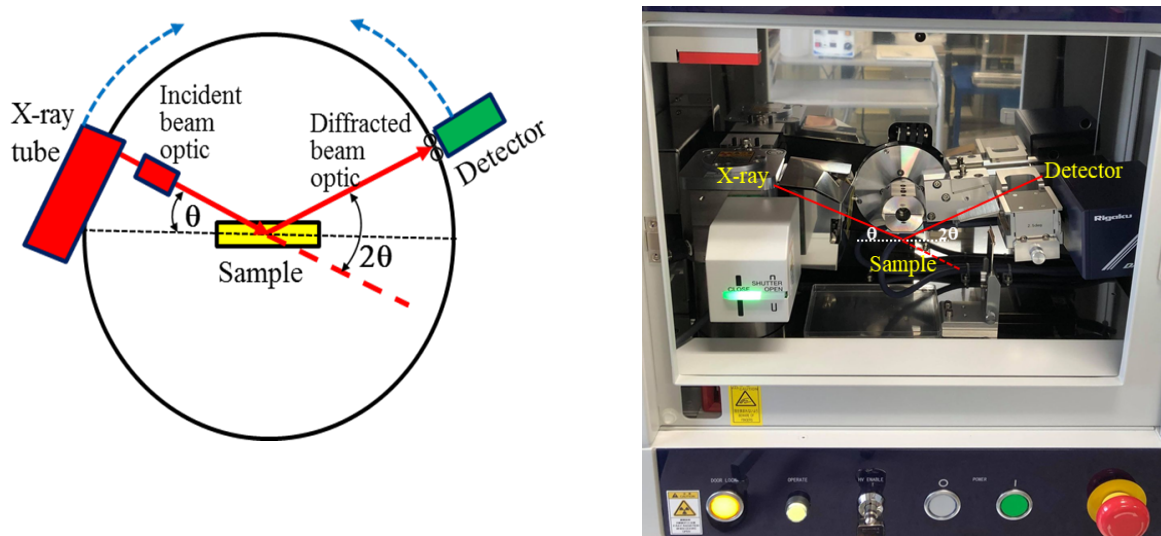 X-ray
tube
Incident
beam
optic
Diffracted
beam
optic
Detector
θ
2θ
Sample
X-ray
Detector
Rigaku
θ
2θ
Sample
SHUTTER
CLOSE OPEN
DOOR LOCK
OPERATE
HV ENABLE
POWER